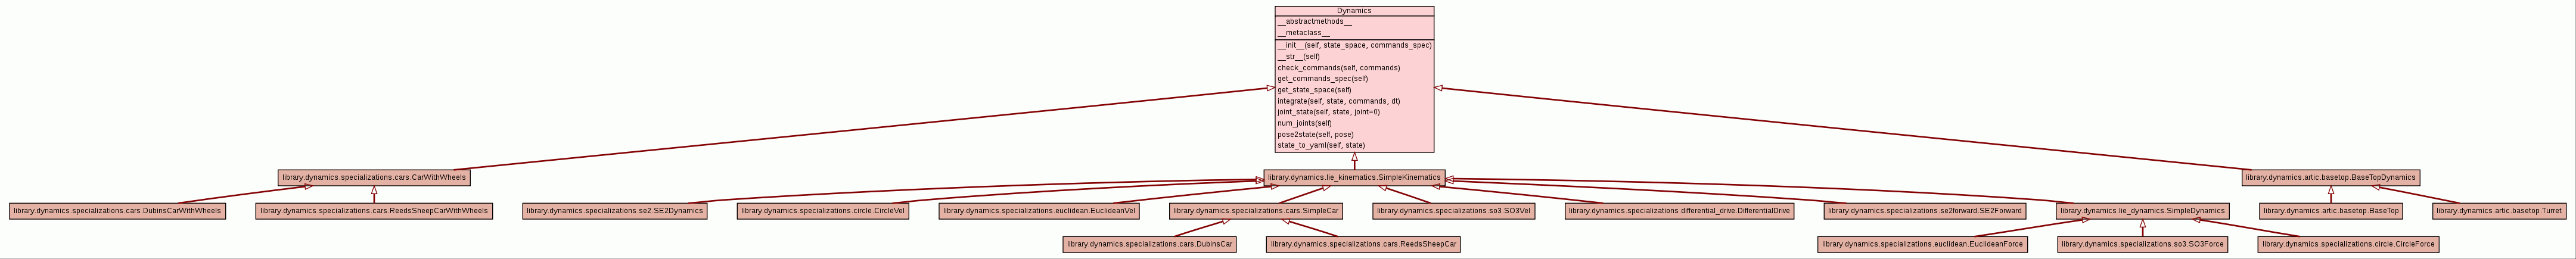 Dynamics
__abstractmethods__
__metaclass__
__init__(self, state_space, commands_spec)
__str__(self)
check_commands(self, commands)
get_commands_spec(self)
get_state_space(self)
integrate(self, state, commands, dt)
joint_state(self, state, joint=0)
num_joints(self)
pose2state(self, pose)
state_to_yaml(self, state)
library.dynamics.specializations.cars.CarWithWheels
library.dynamics.lie_kinematics.SimpleKinematics
library.dynamics.artic.basetop.BaseTopDynamics
library.dynamics.specializations.cars.DubinsCarWithWheels
library.dynamics.specializations.cars.ReedsSheepCarWithWheels
library.dynamics.specializations.se2.SE2Dynamics
library.dynamics.specializations.circle.CircleVel
library.dynamics.specializations.euclidean.EuclideanVel
library.dynamics.specializations.cars.SimpleCar
library.dynamics.specializations.so3.SO3Vel
library.dynamics.specializations.differential_drive.DifferentialDrive
library.dynamics.specializations.se2forward.SE2Forward
library.dynamics.lie_dynamics.SimpleDynamics
library.dynamics.artic.basetop.BaseTop
library.dynamics.artic.basetop.Turret
library.dynamics.specializations.cars.DubinsCar
library.dynamics.specializations.cars.ReedsSheepCar
library.dynamics.specializations.euclidean.EuclideanForce
library.dynamics.specializations.so3.SO3Force
library.dynamics.specializations.circle.CircleForce